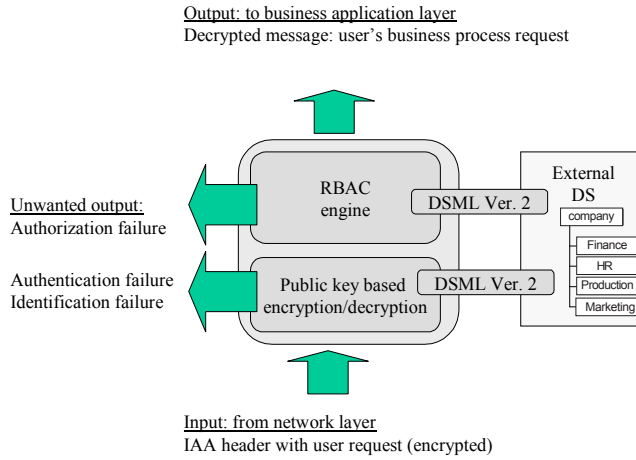 Output: to business application layer
Decrypted message: user's business process request
RBAC
engine
DSML Ver. 2
External
DS
company
Finance
HR
Production
Marketing
Unwanted output:
Authorization failure
Authentication failure
Identification failure
Public key based
encryption/decryption
DSML Ver. 2
Input: from network layer
IAA header with user request (encrypted)